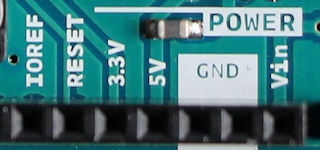 POWER
IOREF
RESET
3.3V
5V
GND
Vin